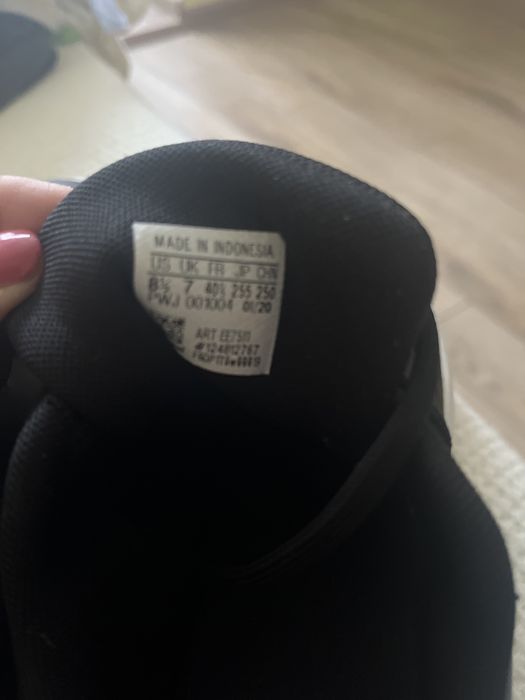 MADE IN INDONESIA
US UK FR JP CHN
8½ 7 40⅔ 255 250
PWJ 001004 01/20
ART EE7511
#124812767